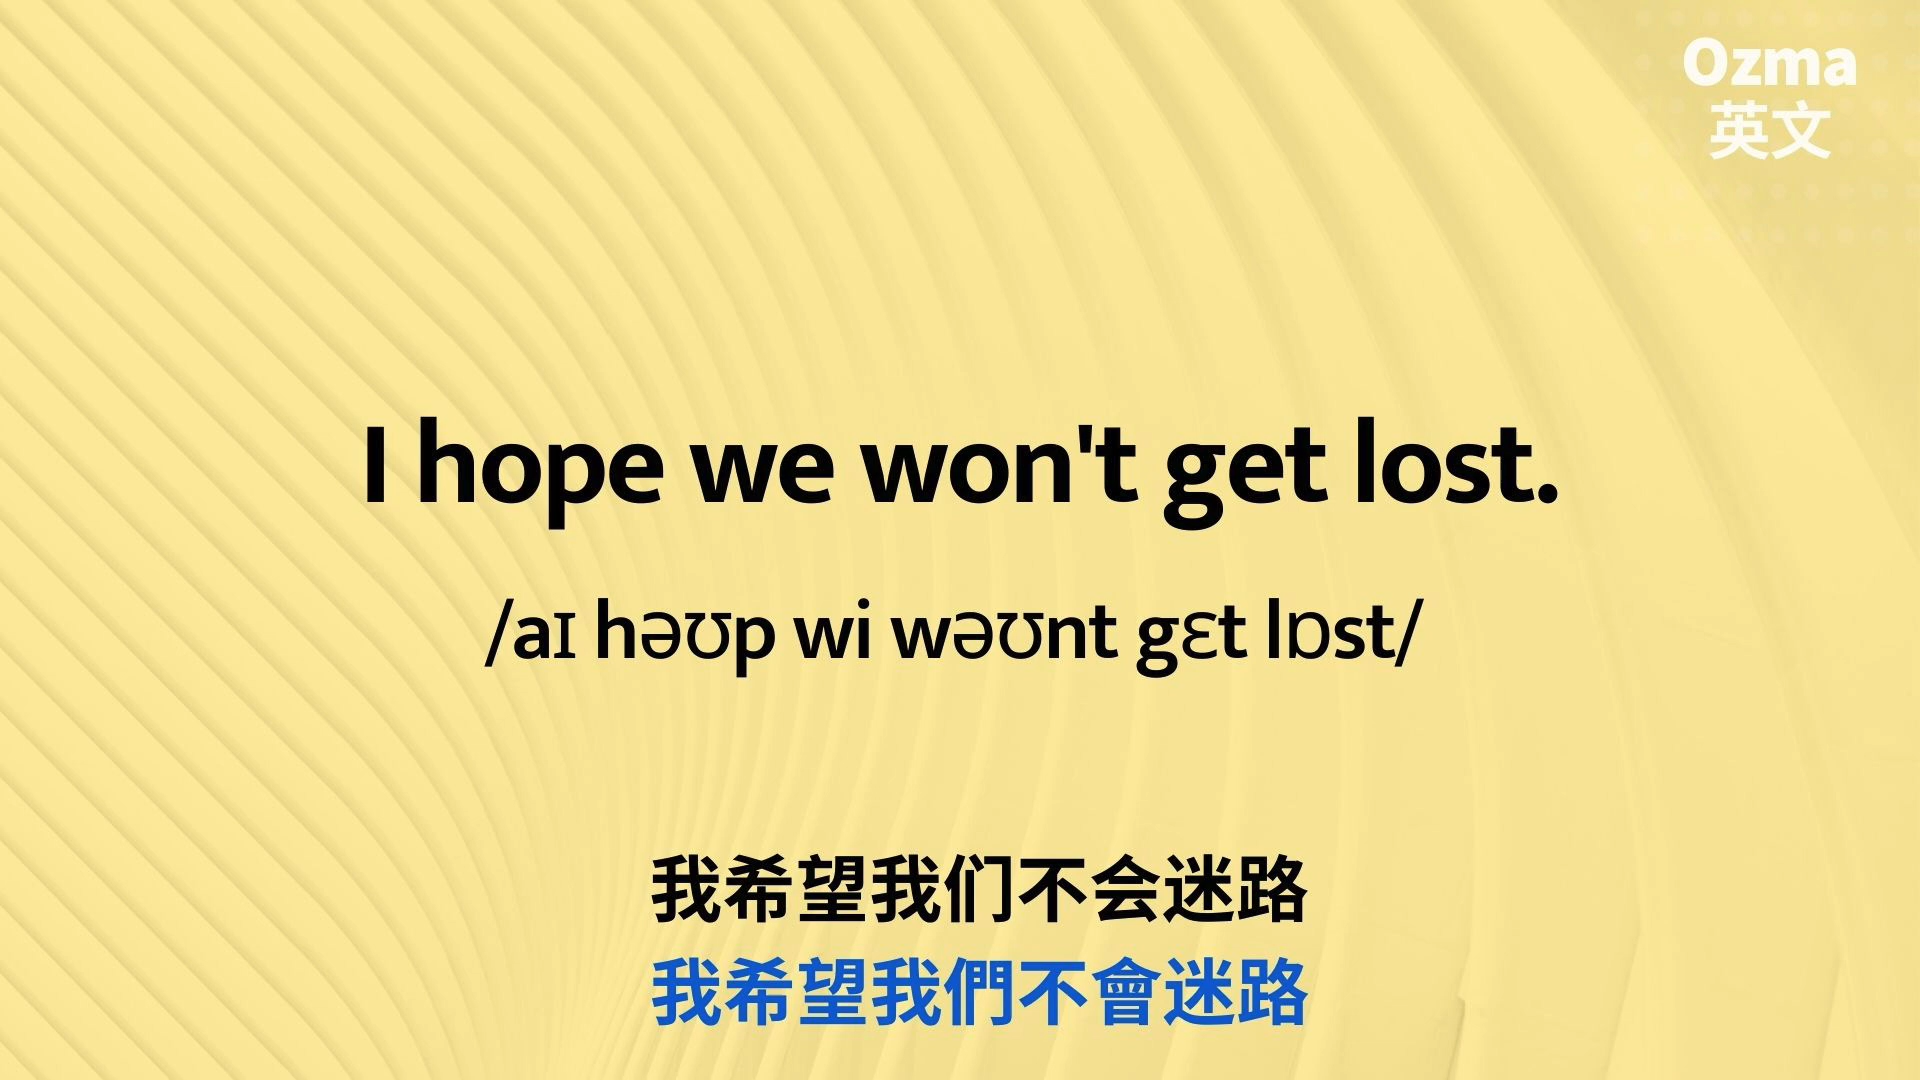 Ozma
英文
I hope we won't get lost.
/aɪ həʊp wi wəʊnt gɛt lɒst/
我希望我们不会迷路
我希望我們不會迷路